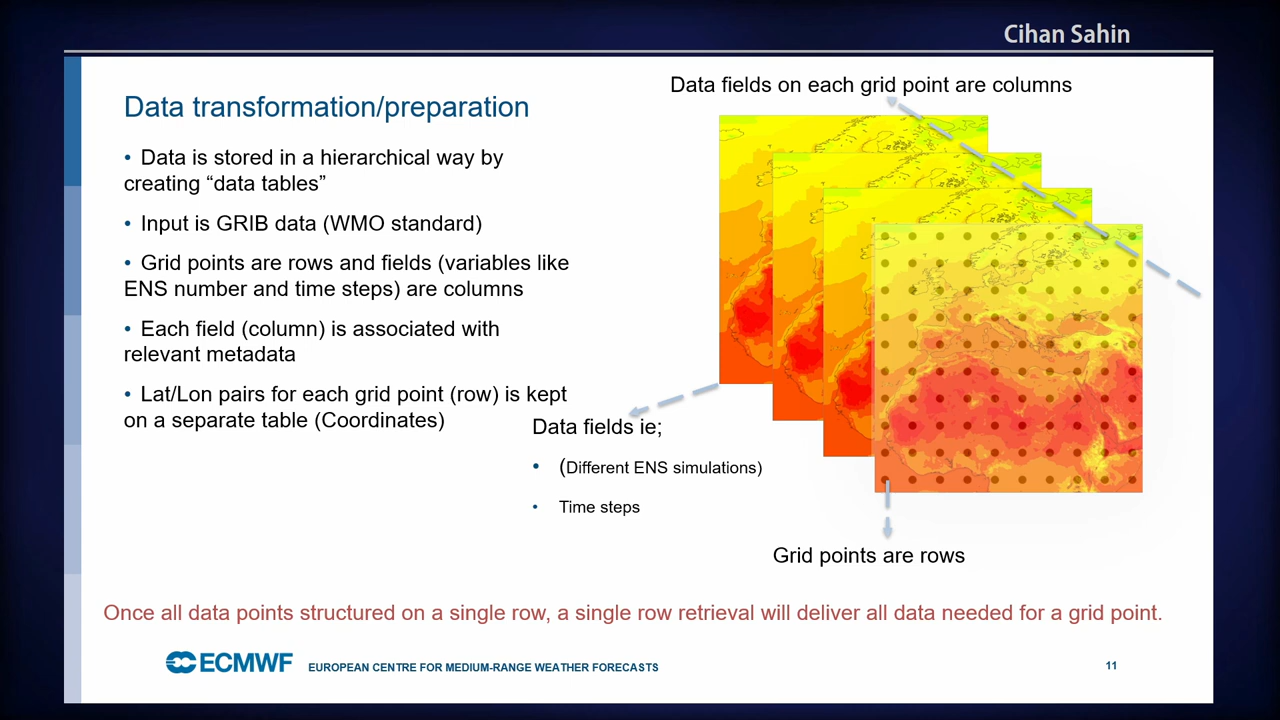 Cihan Sahin
Data fields on each grid point are columns
Data transformation/preparation
• Data is stored in a hierarchical way by
creating “data tables”
• Input is GRIB data (WMO standard)
• Grid points are rows and fields (variables like
ENS number and time steps) are columns
• Each field (column) is associated with
relevant metadata
• Lat/Lon pairs for each grid point (row) is kept
on a separate table (Coordinates)
Data fields ie;
• (Different ENS simulations)
• Time steps
Grid points are rows
Once all data points structured on a single row, a single row retrieval will deliver all data needed for a grid point.
ECMWF EUROPEAN CENTRE FOR MEDIUM-RANGE WEATHER FORECASTS
11